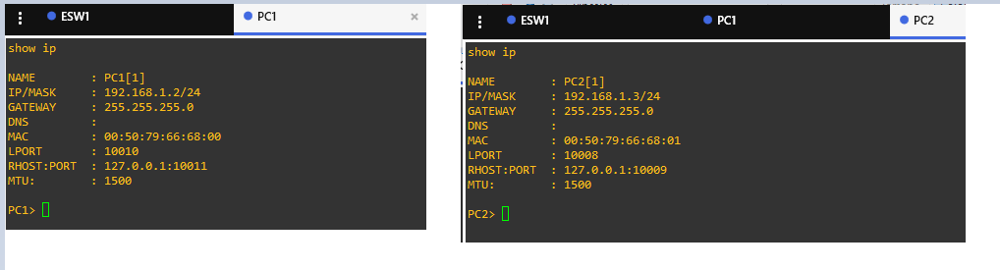 ESW1
PC1
×
show ip
NAME : PC1[1]
IP/MASK : 192.168.1.2/24
GATEWAY : 255.255.255.0
DNS :
MAC : 00:50:79:66:68:00
LPORT : 10010
RHOST:PORT : 127.0.0.1:10011
MTU: : 1500
PC1>
ESW1
PC1
PC2
show ip
NAME : PC2[1]
IP/MASK : 192.168.1.3/24
GATEWAY : 255.255.255.0
DNS :
MAC : 00:50:79:66:68:01
LPORT : 10008
RHOST:PORT : 127.0.0.1:10009
MTU: : 1500
PC2>